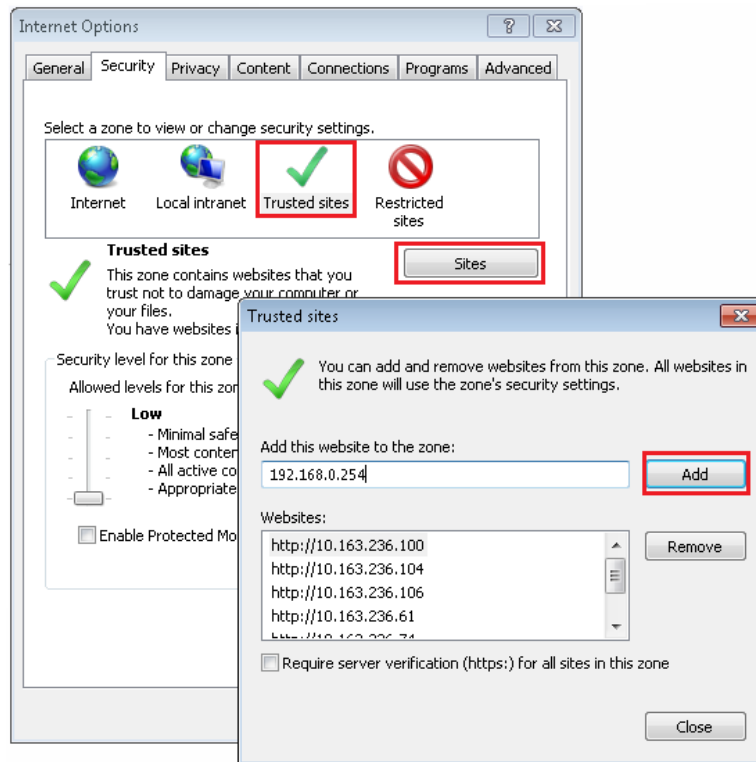 Internet Options
General Security Privacy Content Connections Programs Advanced
Select a zone to view or change security settings.
Internet Local intranet Trusted sites Restricted sites
Trusted sites
This zone contains websites that you
trust not to damage your computer or
your files.
You have websites
Sites
Security level for this zone
Allowed levels for this zon
Low
- Minimal safe
- Most conten
- All active co
- Appropriate
Enable Protected Mo
Trusted sites
You can add and remove websites from this zone. All websites in
this zone will use the zone's security settings.
Add this website to the zone:
192.168.0.254
Add
Websites:
http://10.163.236.100
Remove
http://10.163.236.104
http://10.163.236.106
http://10.163.236.61
Require server verification (https:) for all sites in this zone
Close